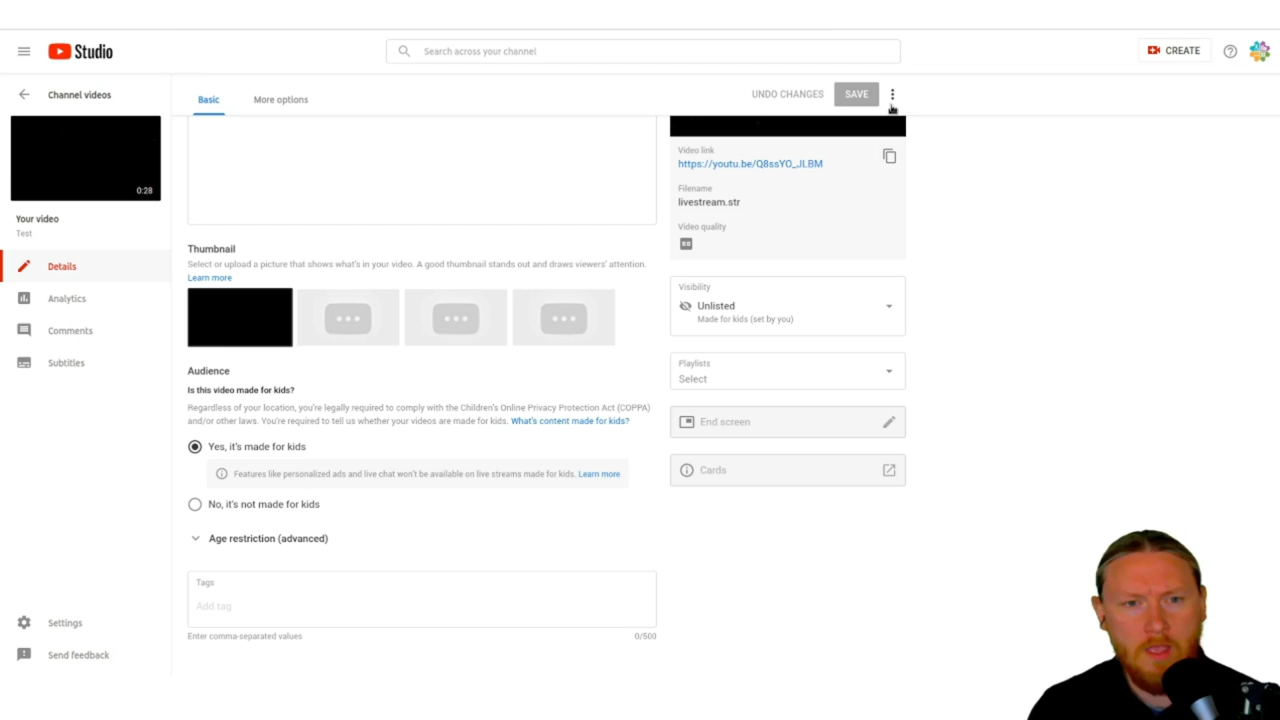 Studio
Search across your channel
CREATE
Channel videos
Basic
More options
UNDO CHANGES
SAVE
0:28
Your video
Test
Details
Analytics
Comments
Subtitles
Settings
Send feedback
Thumbnail
Select or upload a picture that shows what's in your video. A good thumbnail stands out and draws viewers' attention.
Learn more
Audience
Is this video made for kids?
Regardless of your location, you're legally required to comply with the Children's Online Privacy Protection Act (COPPA)
and/or other laws. You're required to tell us whether your videos are made for kids. What's content made for kids?
Yes, it's made for kids
Features like personalized ads and live chat won't be available on live streams made for kids. Learn more
No, it's not made for kids
Age restriction (advanced)
Tags
Add tag
Enter comma-separated values
0/500
Video link
https://youtu.be/Q8ssYO_JLBM
Filename
livestream.str
Video quality
Visibility
Unlisted
Made for kids (set by you)
Playlists
Select
End screen
Cards